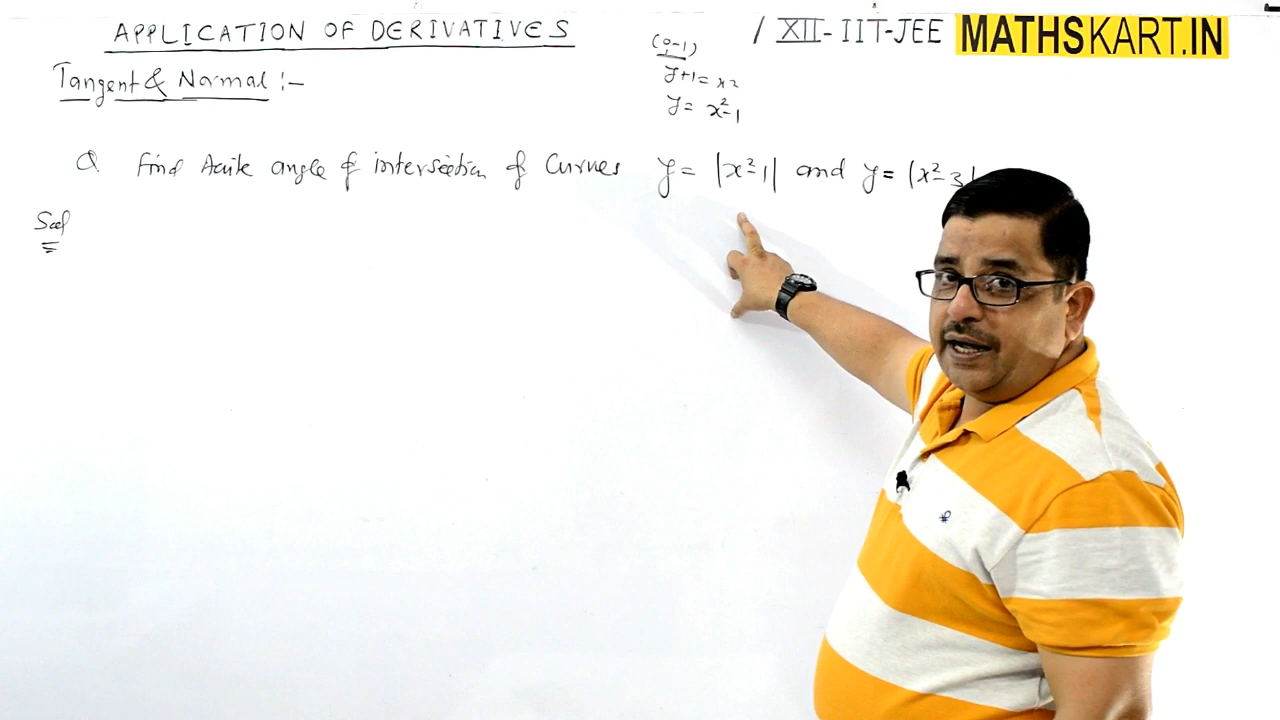 APPLICATION OF DERIVATIVES / XII-IIT-JEE MATHSKART.IN
Tangent & Normal :-
(0,-1)
y+1 = x²
y = x²-1
Q Find Acute angle of intersection of Curves y = |x²-1| and y = |x²-3|
Sol